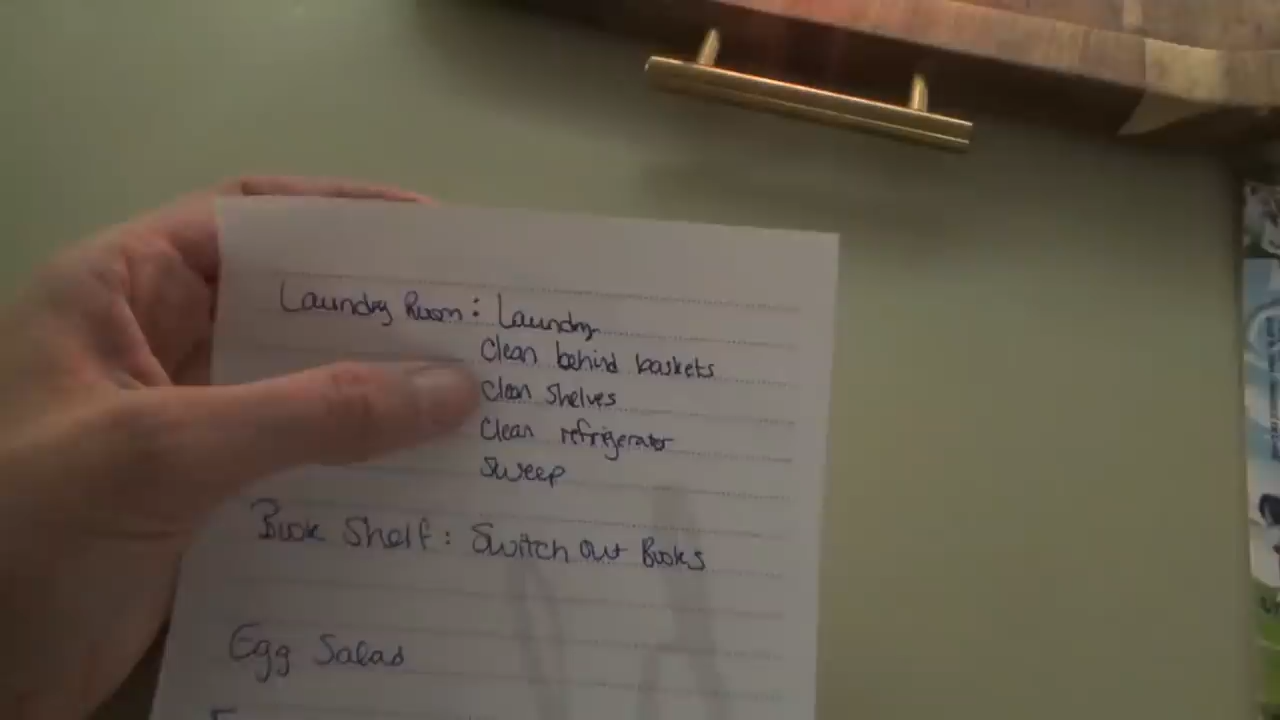 Laundry Room: Laundry
Clean behind baskets
Clean Shelves
Clean refrigerator
Sweep
Book Shelf: Switch out Books
Egg Salad